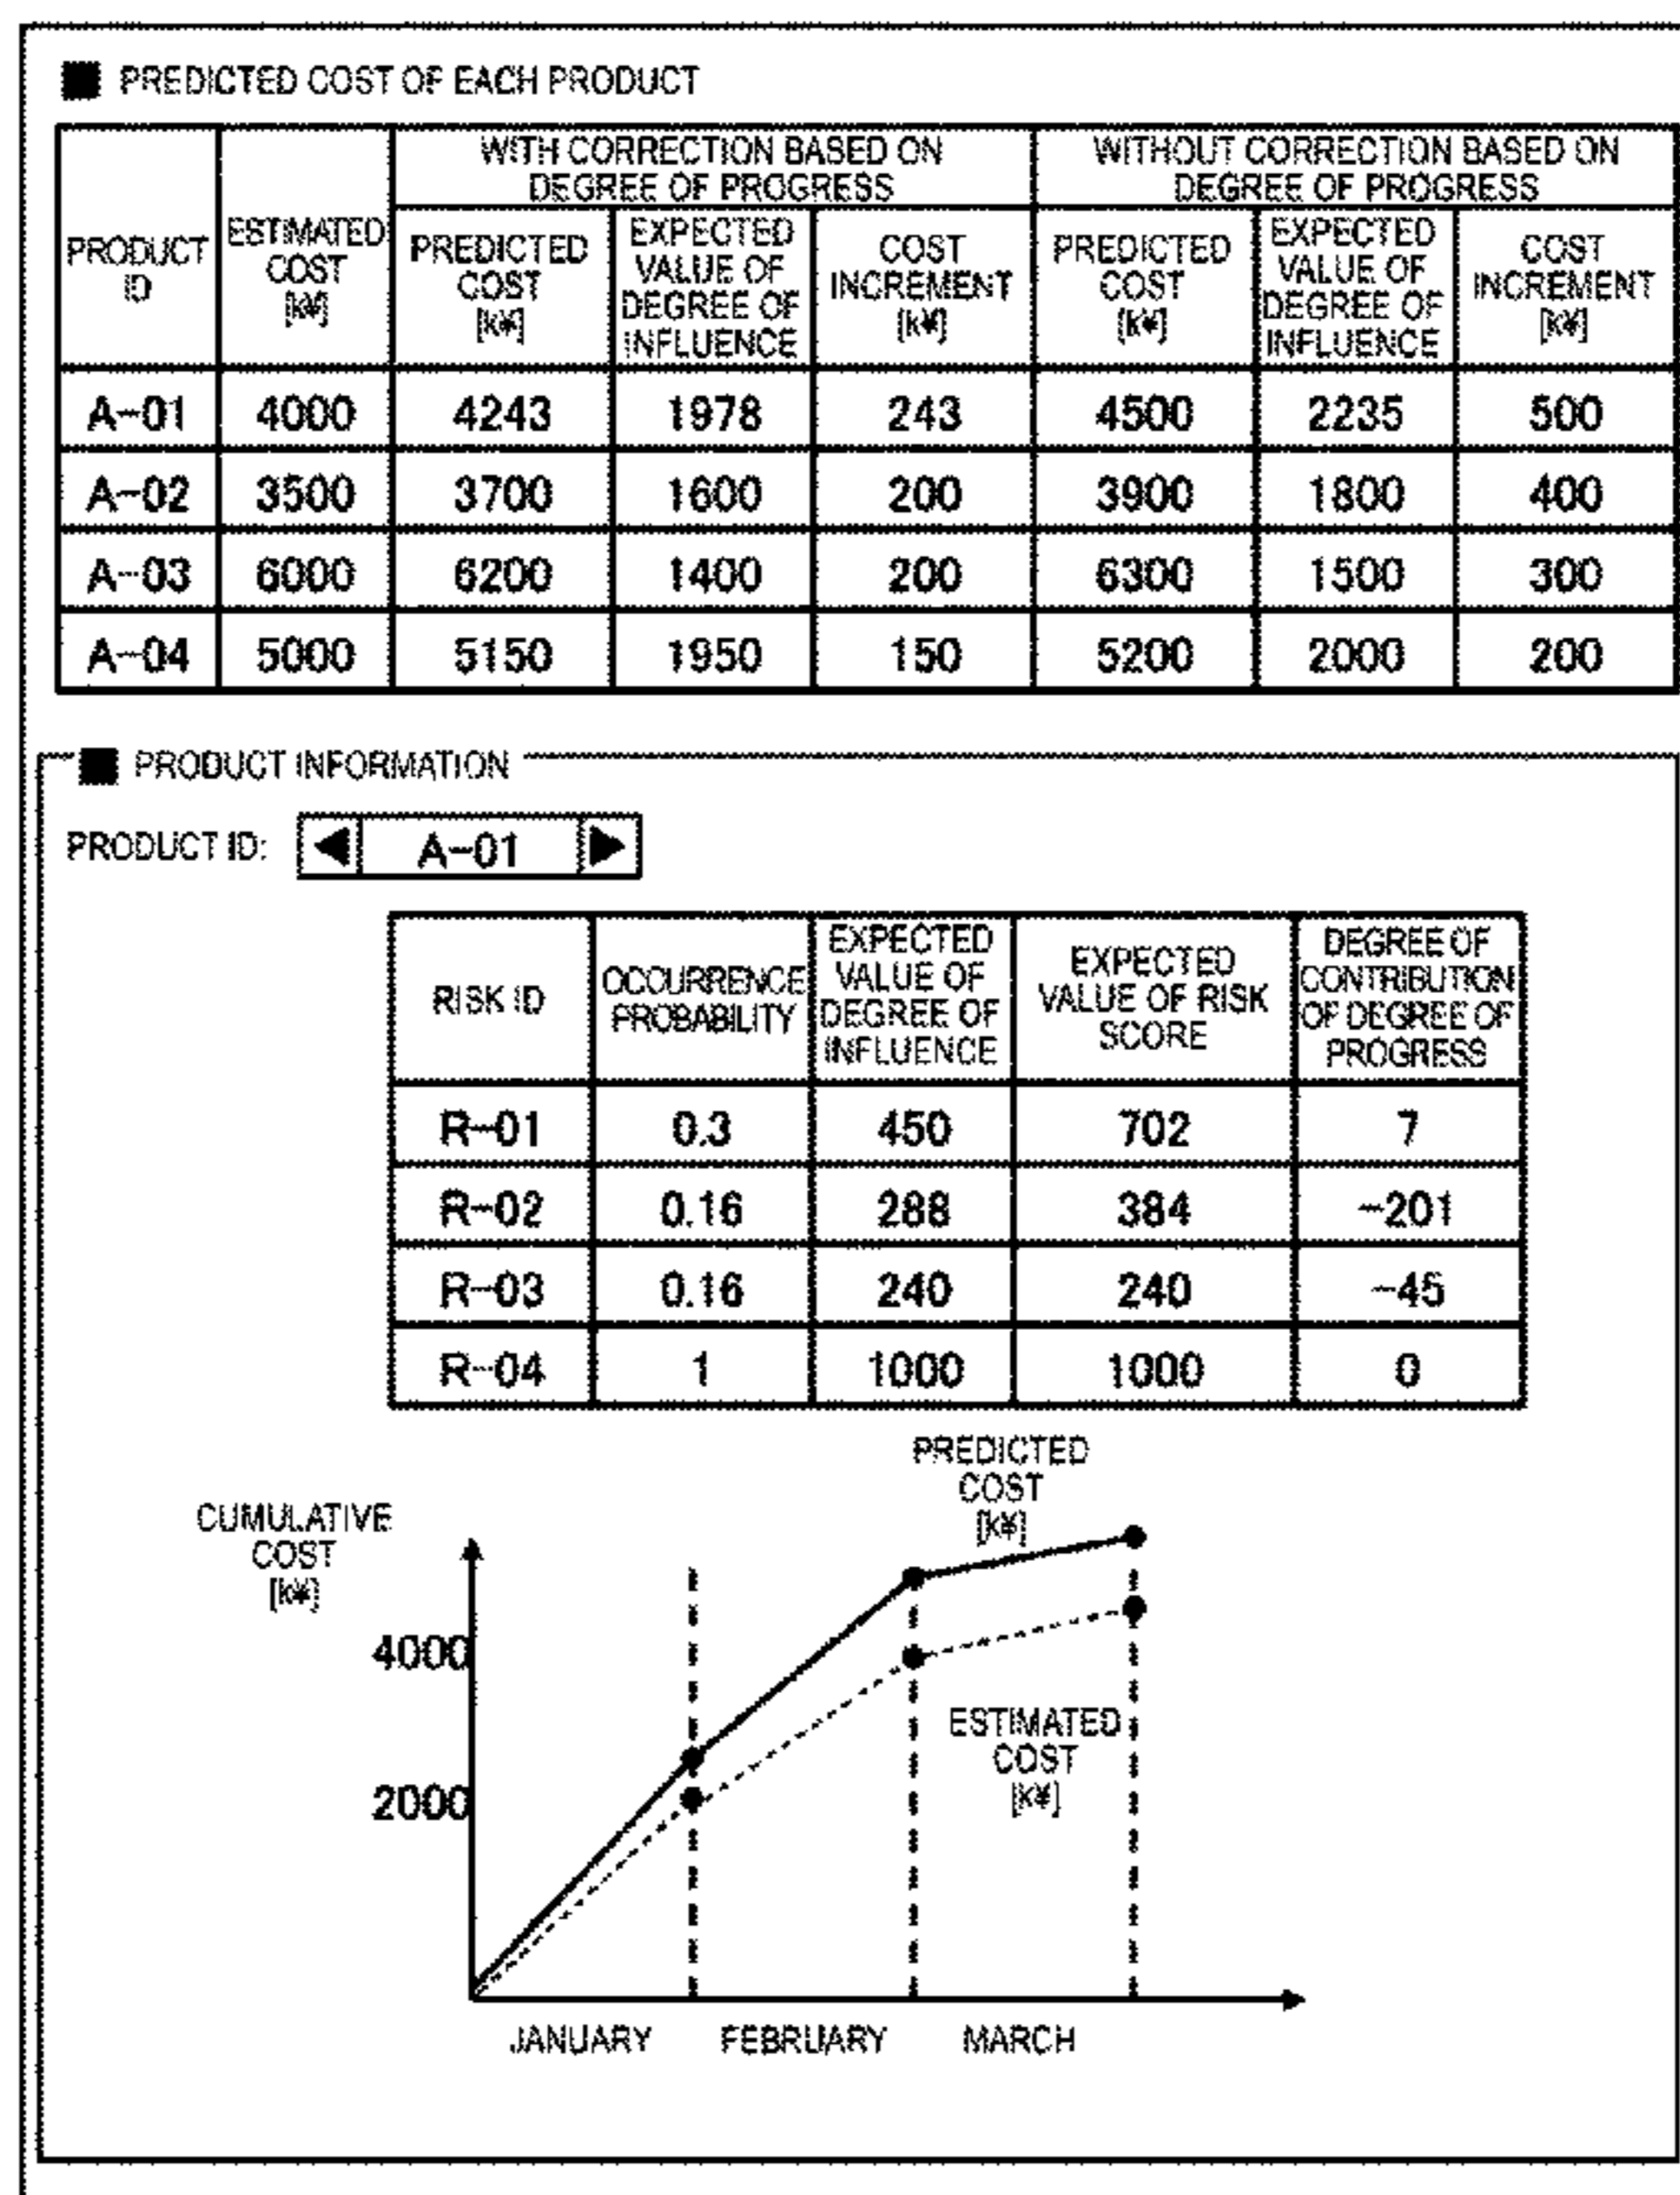 ■ PREDICTED COST OF EACH PRODUCT
PRODUCT ID
ESTIMATED COST [k¥]
WITH CORRECTION BASED ON DEGREE OF PROGRESS
WITHOUT CORRECTION BASED ON DEGREE OF PROGRESS
PREDICTED COST [k¥]
EXPECTED VALUE OF DEGREE OF INFLUENCE
COST INCREMENT [k¥]
PREDICTED COST [k¥]
EXPECTED VALUE OF DEGREE OF INFLUENCE
COST INCREMENT [k¥]
A-01 4000 4243 1978 243 4500 2235 500
A-02 3500 3700 1600 200 3900 1800 400
A-03 6000 6200 1400 200 6300 1500 300
A-04 5000 5150 1950 150 5200 2000 200
■ PRODUCT INFORMATION
PRODUCT ID: ◀ A-01 ▶
RISK ID
OCCURRENCE PROBABILITY
EXPECTED VALUE OF DEGREE OF INFLUENCE
EXPECTED VALUE OF RISK SCORE
DEGREE OF CONTRIBUTION OF DEGREE OF PROGRESS
R-01 0.3 450 702 7
R-02 0.16 288 384 -201
R-03 0.16 240 240 -45
R-04 1 1000 1000 0
PREDICTED COST [k¥]
CUMULATIVE COST [k¥]
4000
ESTIMATED COST [k¥]
2000
JANUARY FEBRUARY MARCH